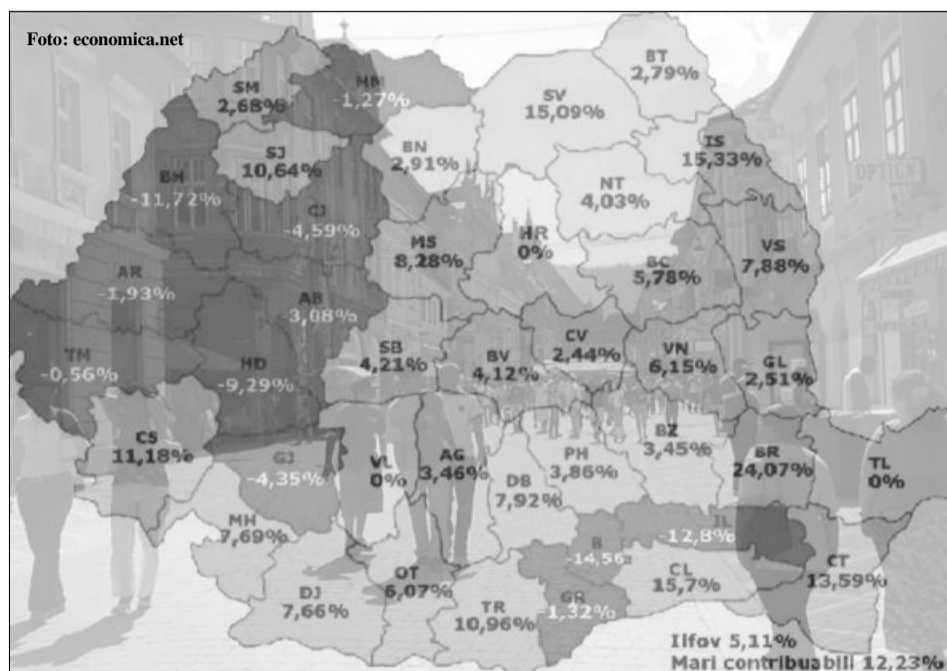 Foto: economica.net
BT
2,79%
SM
2,68%
MM
-1,27%
SV
15,09%
BN
2,91%
IS
15,33%
SJ
10,64%
OPTICA
BH
-11,72%
NT
4,03%
CJ
-4,59%
HR
0%
MS
8,28%
BC
5,78%
VS
7,88%
AR
-1,93%
AB
-3,08%
TM
-0,56%
HD
-9,29%
SB
4,21%
BV
4,12%
CV
2,44%
VN
6,15%
GL
2,51%
CS
11,18%
GJ
-4,35%
VL
0%
AG
3,46%
DB
7,92%
PH
3,86%
BZ
3,45%
BR
24,07%
TL
0%
MH
7,69%
B
-14,56
IL
-12,8%
CT
13,59%
DJ
7,66%
OT
6,07%
TR
10,96%
GR
-1,32%
CL
15,7%
Ilfov 5,11%
Mari contribuabili 12,23%